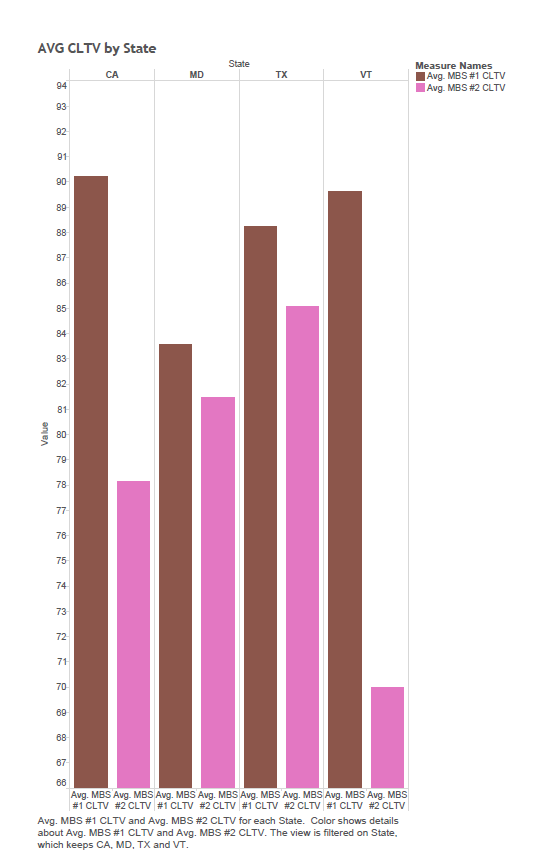 AVG CLTV by State
State
CA MD TX VT
Measure Names
Avg. MBS #1 CLTV
Avg. MBS #2 CLTV
94
93
92
91
90
89
88
87
86
85
84
83
82
81
80
79
78
77
76
75
74
73
72
71
70
69
68
67
66
Value
Avg. MBS Avg. MBS Avg. MBS Avg. MBS Avg. MBS Avg. MBS Avg. MBS Avg. MBS
#1 CLTV #2 CLTV #1 CLTV #2 CLTV #1 CLTV #2 CLTV #1 CLTV #2 CLTV
Avg. MBS #1 CLTV and Avg. MBS #2 CLTV for each State.  Color shows details
about Avg. MBS #1 CLTV and Avg. MBS #2 CLTV. The view is filtered on State,
which keeps CA, MD, TX and VT.